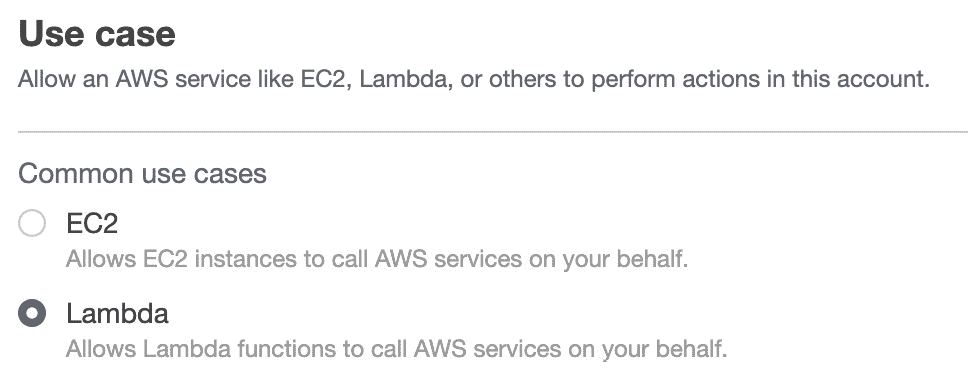 Use case
Allow an AWS service like EC2, Lambda, or others to perform actions in this account.
Common use cases
EC2
Allows EC2 instances to call AWS services on your behalf.
Lambda
Allows Lambda functions to call AWS services on your behalf.